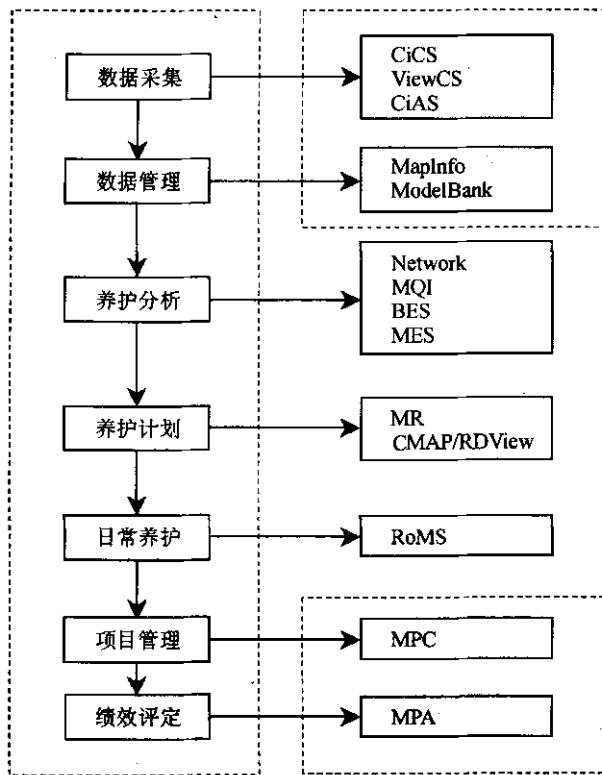 数据采集
CiCS
ViewCS
CiAS
数据管理
MapInfo
ModelBank
养护分析
Network
MQI
BES
MES
养护计划
MR
CMAP/RDView
日常养护
RoMS
项目管理
MPC
绩效评定
MPA